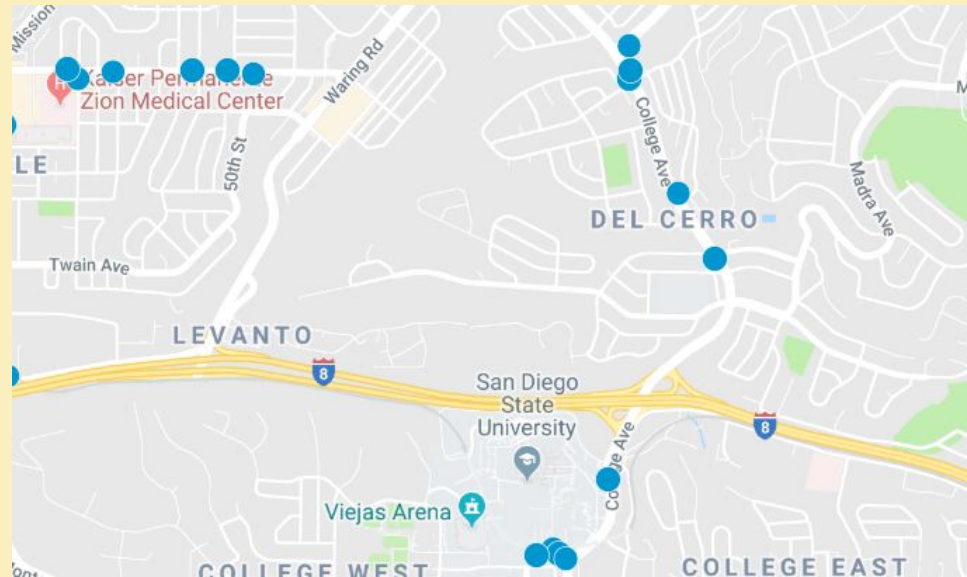 Mission
Kaiser Permanente
Zion Medical Center
H
Waring Rd
50th St
LE
Twain Ave
LEVANTO
8
College Ave
DEL CERRO
Madra Ave
M
San Diego
State
University
8
College Ave
Viejas Arena
COLLEGE WEST
COLLEGE EAST